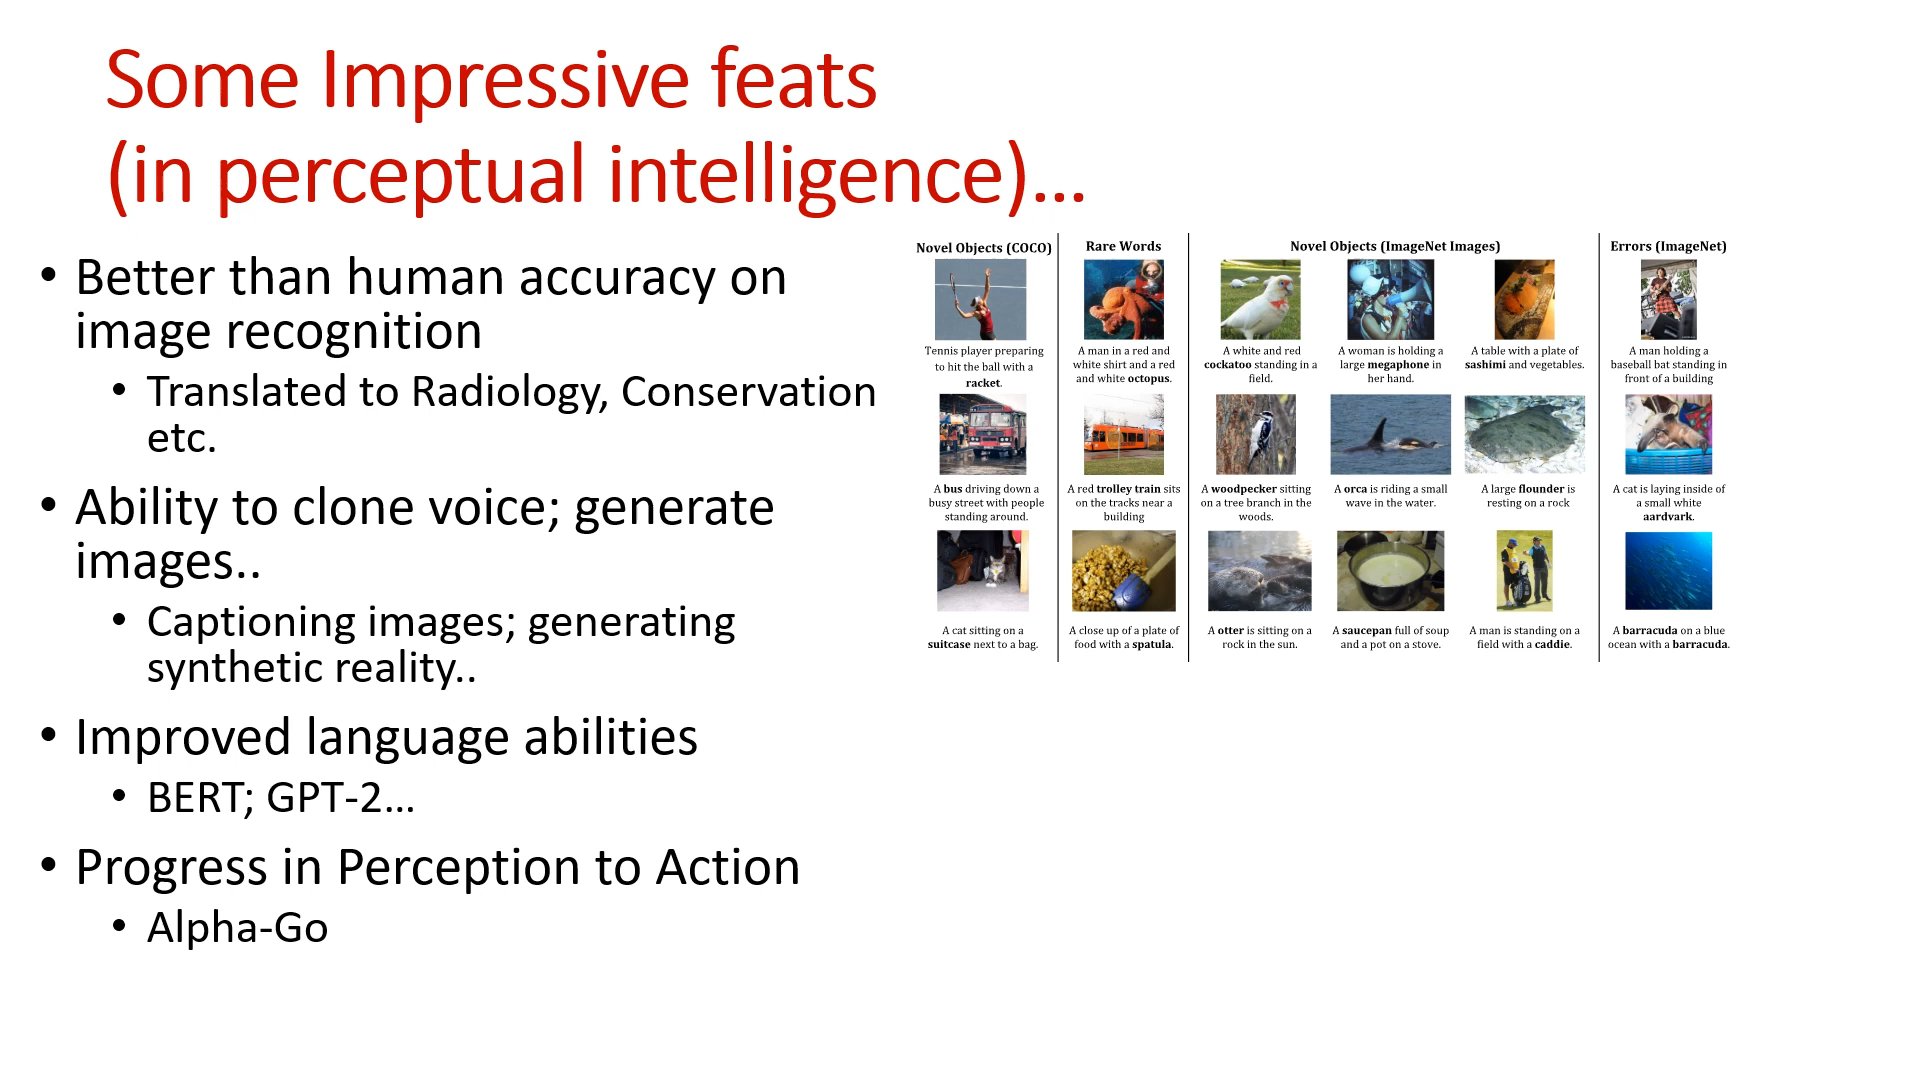 Some Impressive feats
(in perceptual intelligence)...
• Better than human accuracy on
image recognition
• Translated to Radiology, Conservation
etc.
• Ability to clone voice; generate
images..
• Captioning images; generating
synthetic reality..
• Improved language abilities
• BERT; GPT-2...
• Progress in Perception to Action
• Alpha-Go
Novel Objects (COCO)
Tennis player preparing
to hit the ball with a
racket.
A bus driving down a
busy street with people
standing around.
A cat sitting on a
suitcase next to a bag.
Rare Words
A man in a red and
white shirt and a red
and white octopus.
A red trolley train sits
on the tracks near a
building
A close up of a plate of
food with a spatula.
Novel Objects (ImageNet Images)
A white and red
cockatoo standing in a
field.
A woman is holding a
large megaphone in
her hand.
A table with a plate of
sashimi and vegetables.
A woodpecker sitting
on a tree branch in the
woods.
A orca is riding a small
wave in the water.
A large flounder is
resting on a rock
A otter is sitting on a
rock in the sun.
A saucepan full of soup
and a pot on a stove.
A man is standing on a
field with a caddie.
Errors (ImageNet)
A man holding a
baseball bat standing in
front of a building
A cat is laying inside of
a small white
aardvark.
A barracuda on a blue
ocean with a barracuda.